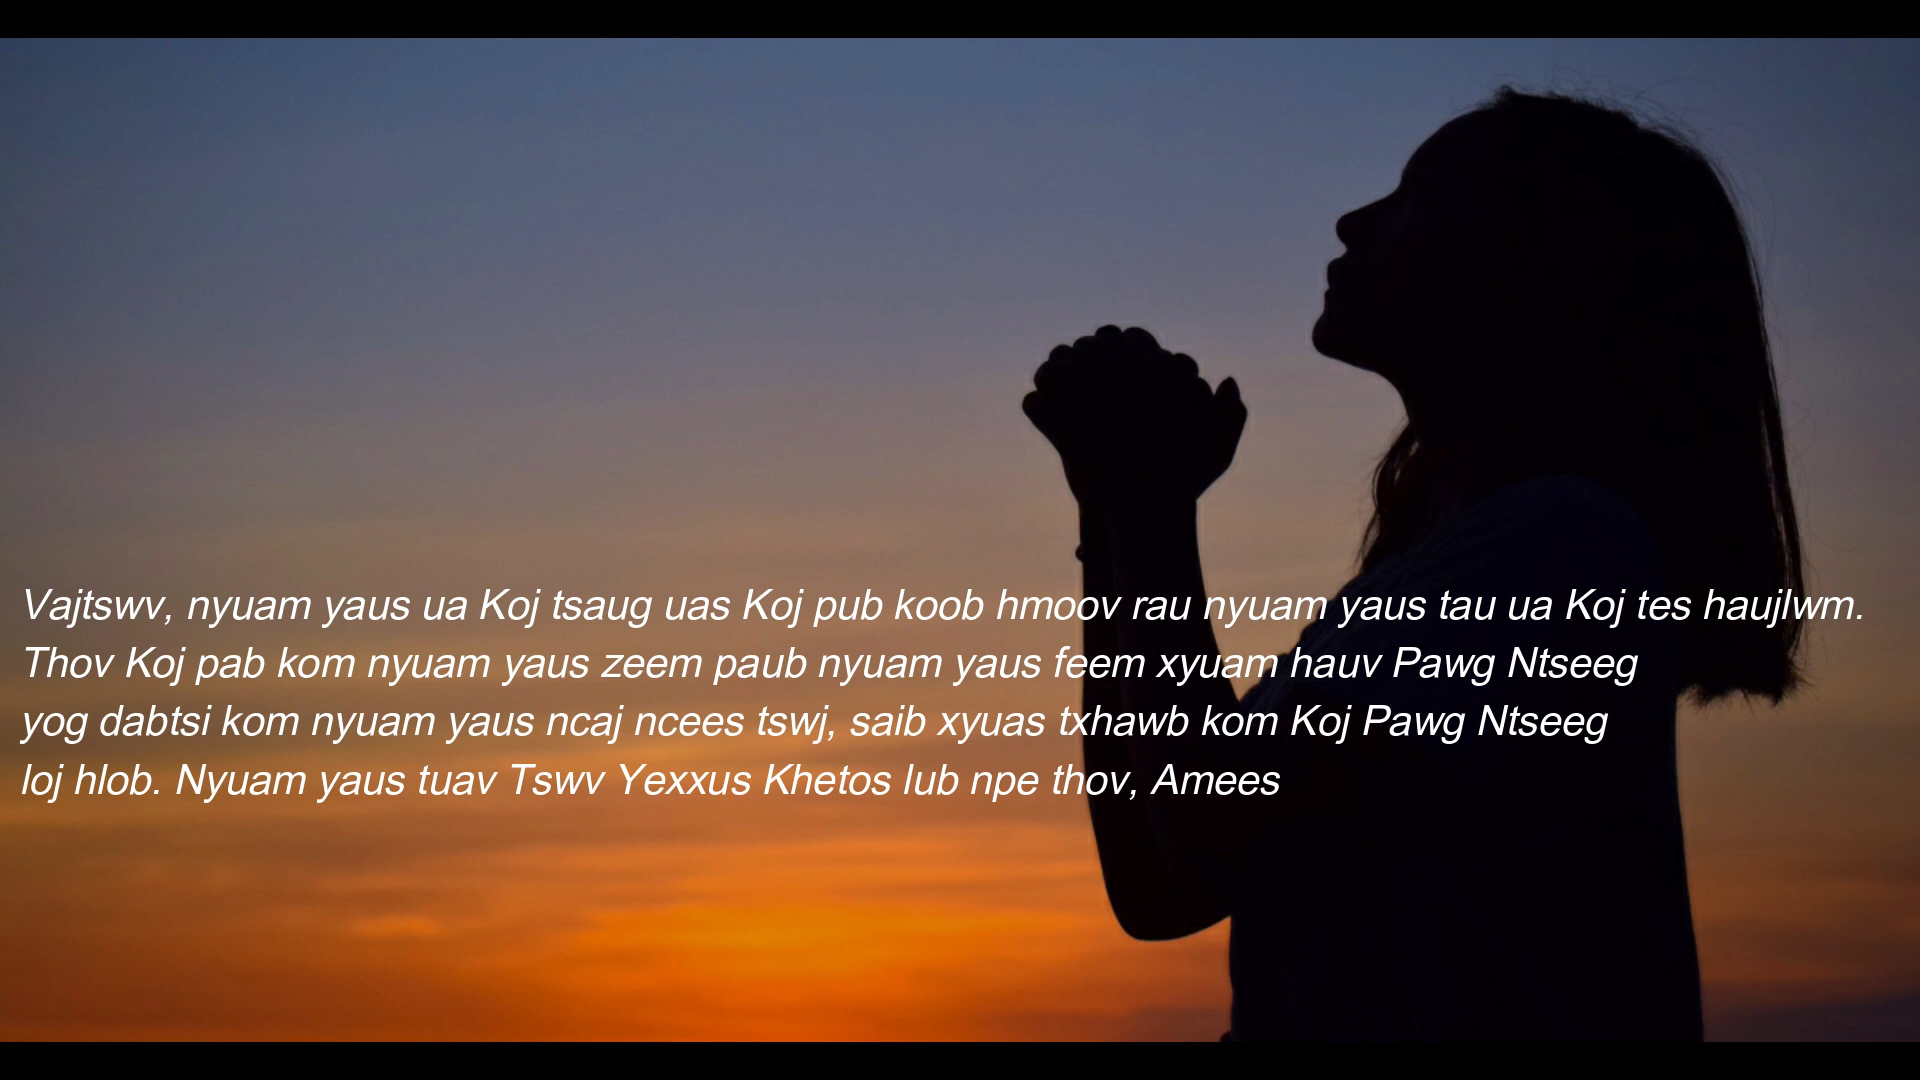 Vajtswv, nyuam yaus ua Koj tsaug uas Koj pub koob hmoov rau nyuam yaus tau ua Koj tes haujlwm.
Thov Koj pab kom nyuam yaus zeem paub nyuam yaus feem xyuam hauv Pawg Ntseeg
yog dabtsi kom nyuam yaus ncaj ncees tswj, saib xyuas txhawb kom Koj Pawg Ntseeg
loj hlob. Nyuam yaus tuav Tswv Yexxus Khetos lub npe thov, Amees